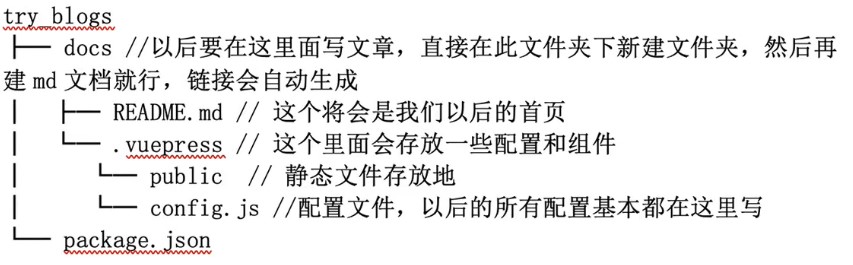 try_blogs
├── docs //以后要在这里面写文章，直接在此文件夹下新建文件夹，然后再
建 md 文档就行，链接会自动生成
│   ├── README.md // 这个将会是我们以后的首页
│   └── .vuepress // 这个里面会存放一些配置和组件
│       └── public  // 静态文件存放地
│       └── config.js //配置文件，以后的所有配置基本都在这里写
└── package.json